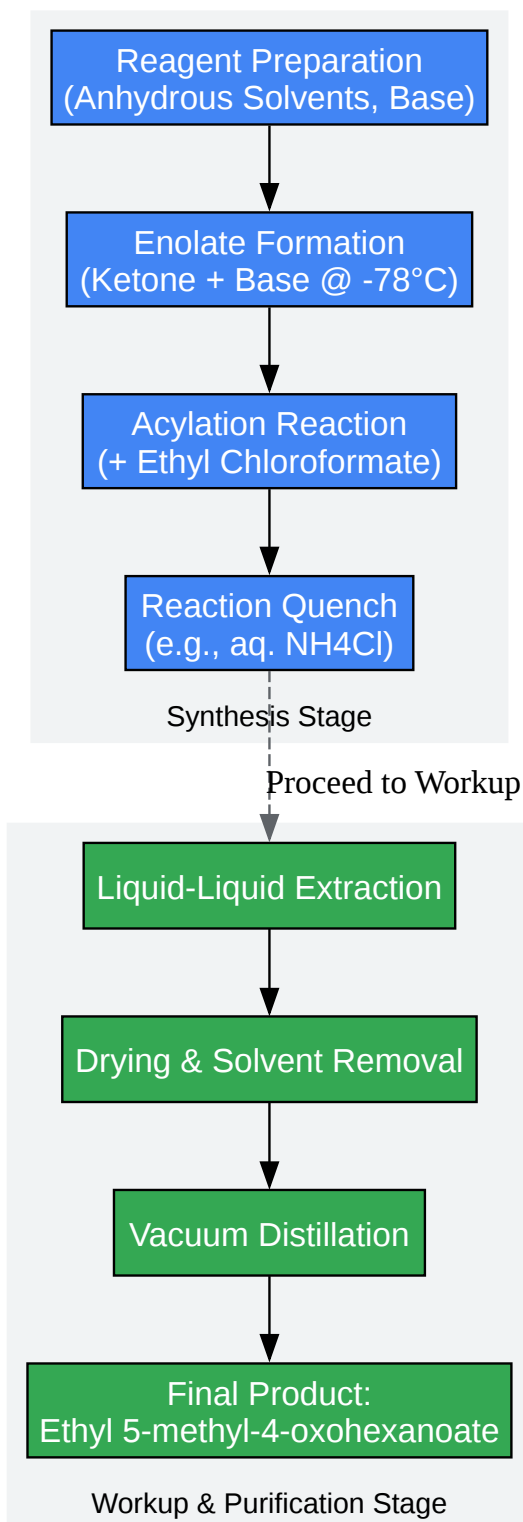 Reagent Preparation
(Anhydrous Solvents, Base)
Enolate Formation
(Ketone + Base @ -78°C)
Acylation Reaction
(+ Ethyl Chloroformate)
Reaction Quench
(e.g., aq. NH4Cl)
Synthesis Stage
Proceed to Workup
Liquid-Liquid Extraction
Drying & Solvent Removal
Vacuum Distillation
Final Product:
Ethyl 5-methyl-4-oxohexanoate
Workup & Purification Stage